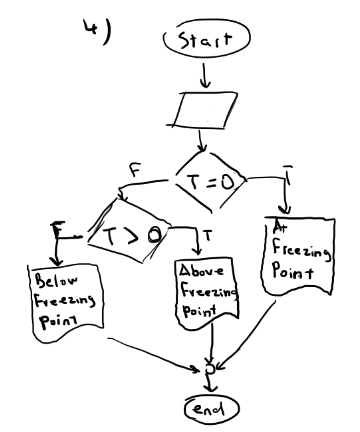 4)
Start
T=0
F
T
T > 0
F
T
At
Freezing
Point
Below
Freezing
Point
Above
Freezing
Point
end